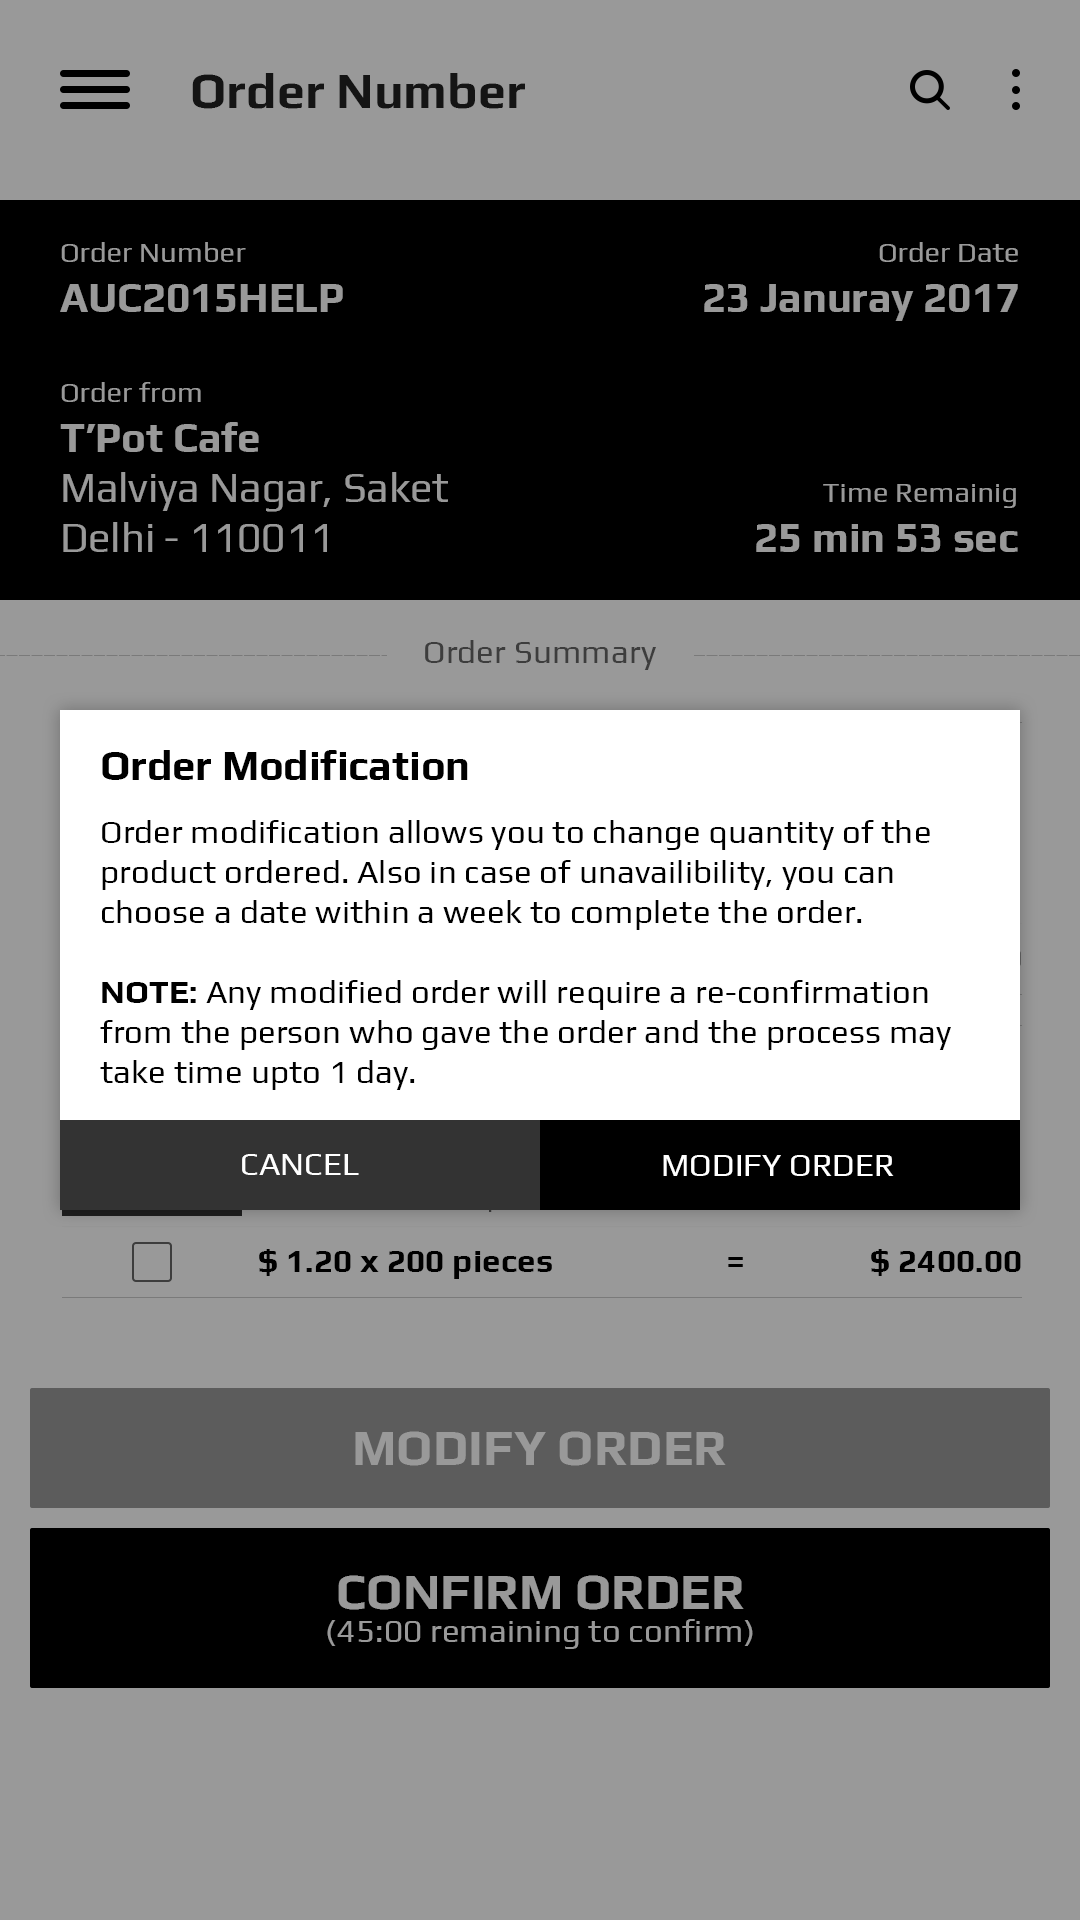 Order Number
Order Number
Order Date
AUC2015HELP
23 Januray 2017
Order from
T'Pot Cafe
Malviya Nagar, Saket
Time Remainig
Delhi - 110011
25 min 53 sec
Order Summary
Order Modification
Order modification allows you to change quantity of the
product ordered. Also in case of unavailibility, you can
choose a date within a week to complete the order.
NOTE: Any modified order will require a re-confirmation
from the person who gave the order and the process may
take time upto 1 day.
CANCEL
MODIFY ORDER
$ 1.20 x 200 pieces = $ 2400.00
MODIFY ORDER
CONFIRM ORDER
(45:00 remaining to confirm)